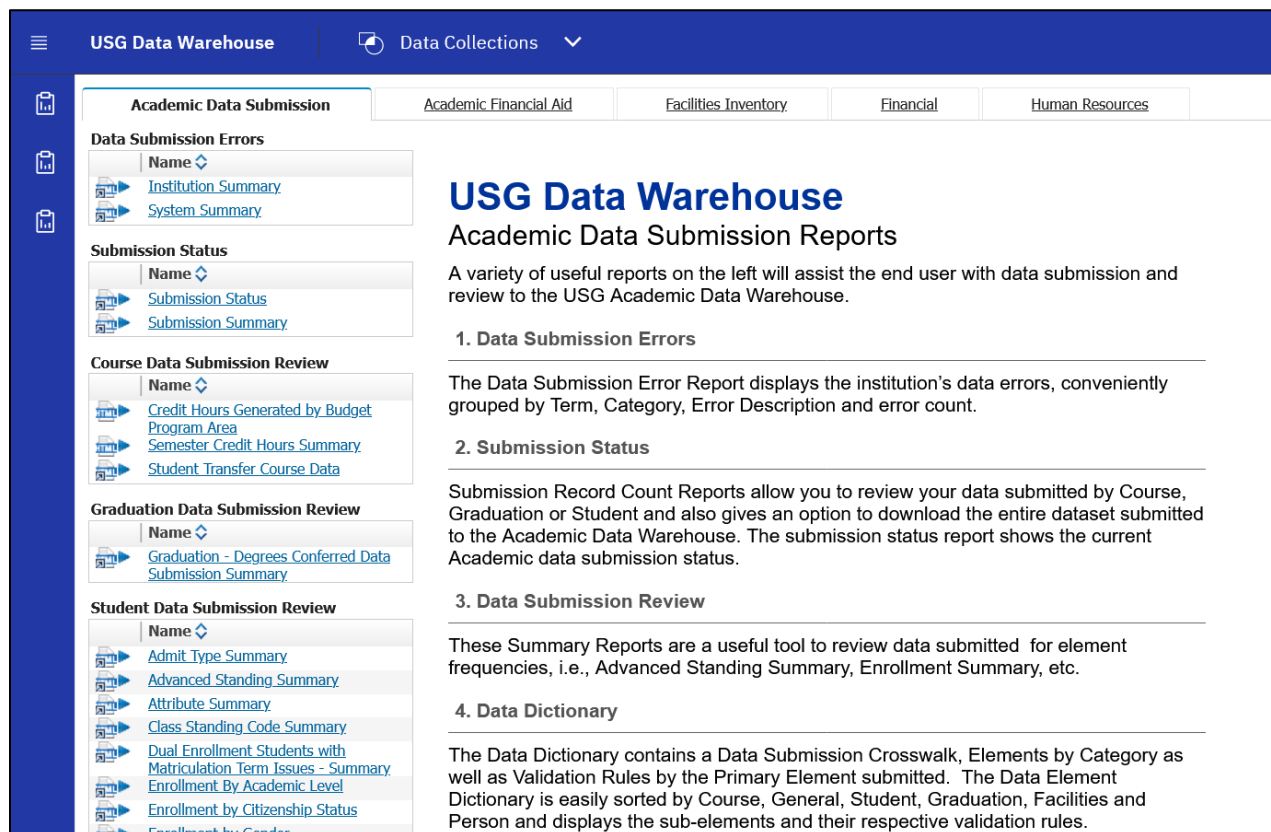 USG Data Warehouse
Data Collections
Academic Data Submission
Academic Financial Aid
Facilities Inventory
Financial
Human Resources
Data Submission Errors
Name
Institution Summary
System Summary
Submission Status
Name
Submission Status
Submission Summary
Course Data Submission Review
Name
Credit Hours Generated by Budget
Program Area
Semester Credit Hours Summary
Student Transfer Course Data
Graduation Data Submission Review
Name
Graduation - Degrees Conferred Data
Submission Summary
Student Data Submission Review
Name
Admit Type Summary
Advanced Standing Summary
Attribute Summary
Class Standing Code Summary
Dual Enrollment Students with
Matriculation Term Issues - Summary
Enrollment By Academic Level
Enrollment by Citizenship Status
Enrollment by Gender
USG Data Warehouse
Academic Data Submission Reports
A variety of useful reports on the left will assist the end user with data submission and
review to the USG Academic Data Warehouse.
1. Data Submission Errors
The Data Submission Error Report displays the institution’s data errors, conveniently
grouped by Term, Category, Error Description and error count.
2. Submission Status
Submission Record Count Reports allow you to review your data submitted by Course,
Graduation or Student and also gives an option to download the entire dataset submitted
to the Academic Data Warehouse. The submission status report shows the current
Academic data submission status.
3. Data Submission Review
These Summary Reports are a useful tool to review data submitted  for element
frequencies, i.e., Advanced Standing Summary, Enrollment Summary, etc.
4. Data Dictionary
The Data Dictionary contains a Data Submission Crosswalk, Elements by Category as
well as Validation Rules by the Primary Element submitted.  The Data Element
Dictionary is easily sorted by Course, General, Student, Graduation, Facilities and
Person and displays the sub-elements and their respective validation rules.